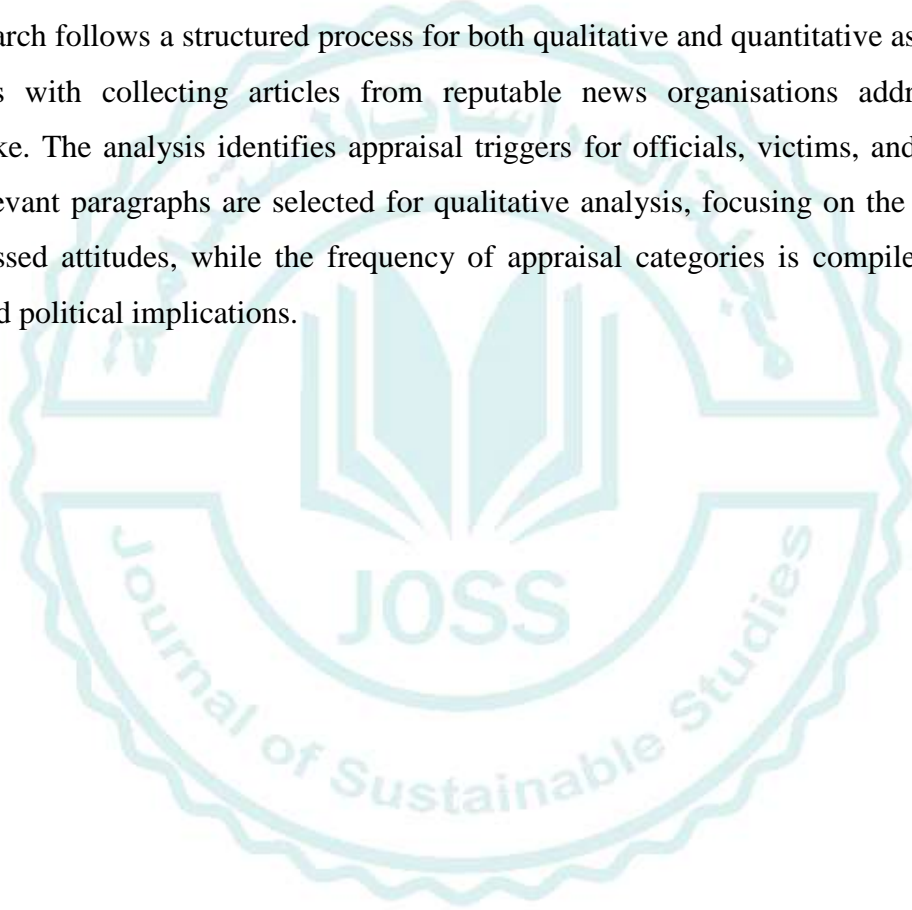 arch follows a structured process for both qualitative and quantitative as
s with collecting articles from reputable news organisations addr
ke. The analysis identifies appraisal triggers for officials, victims, and
evant paragraphs are selected for qualitative analysis, focusing on the
ssed attitudes, while the frequency of appraisal categories is compile
d political implications.
JOSS
Journal of Sustainable Studies